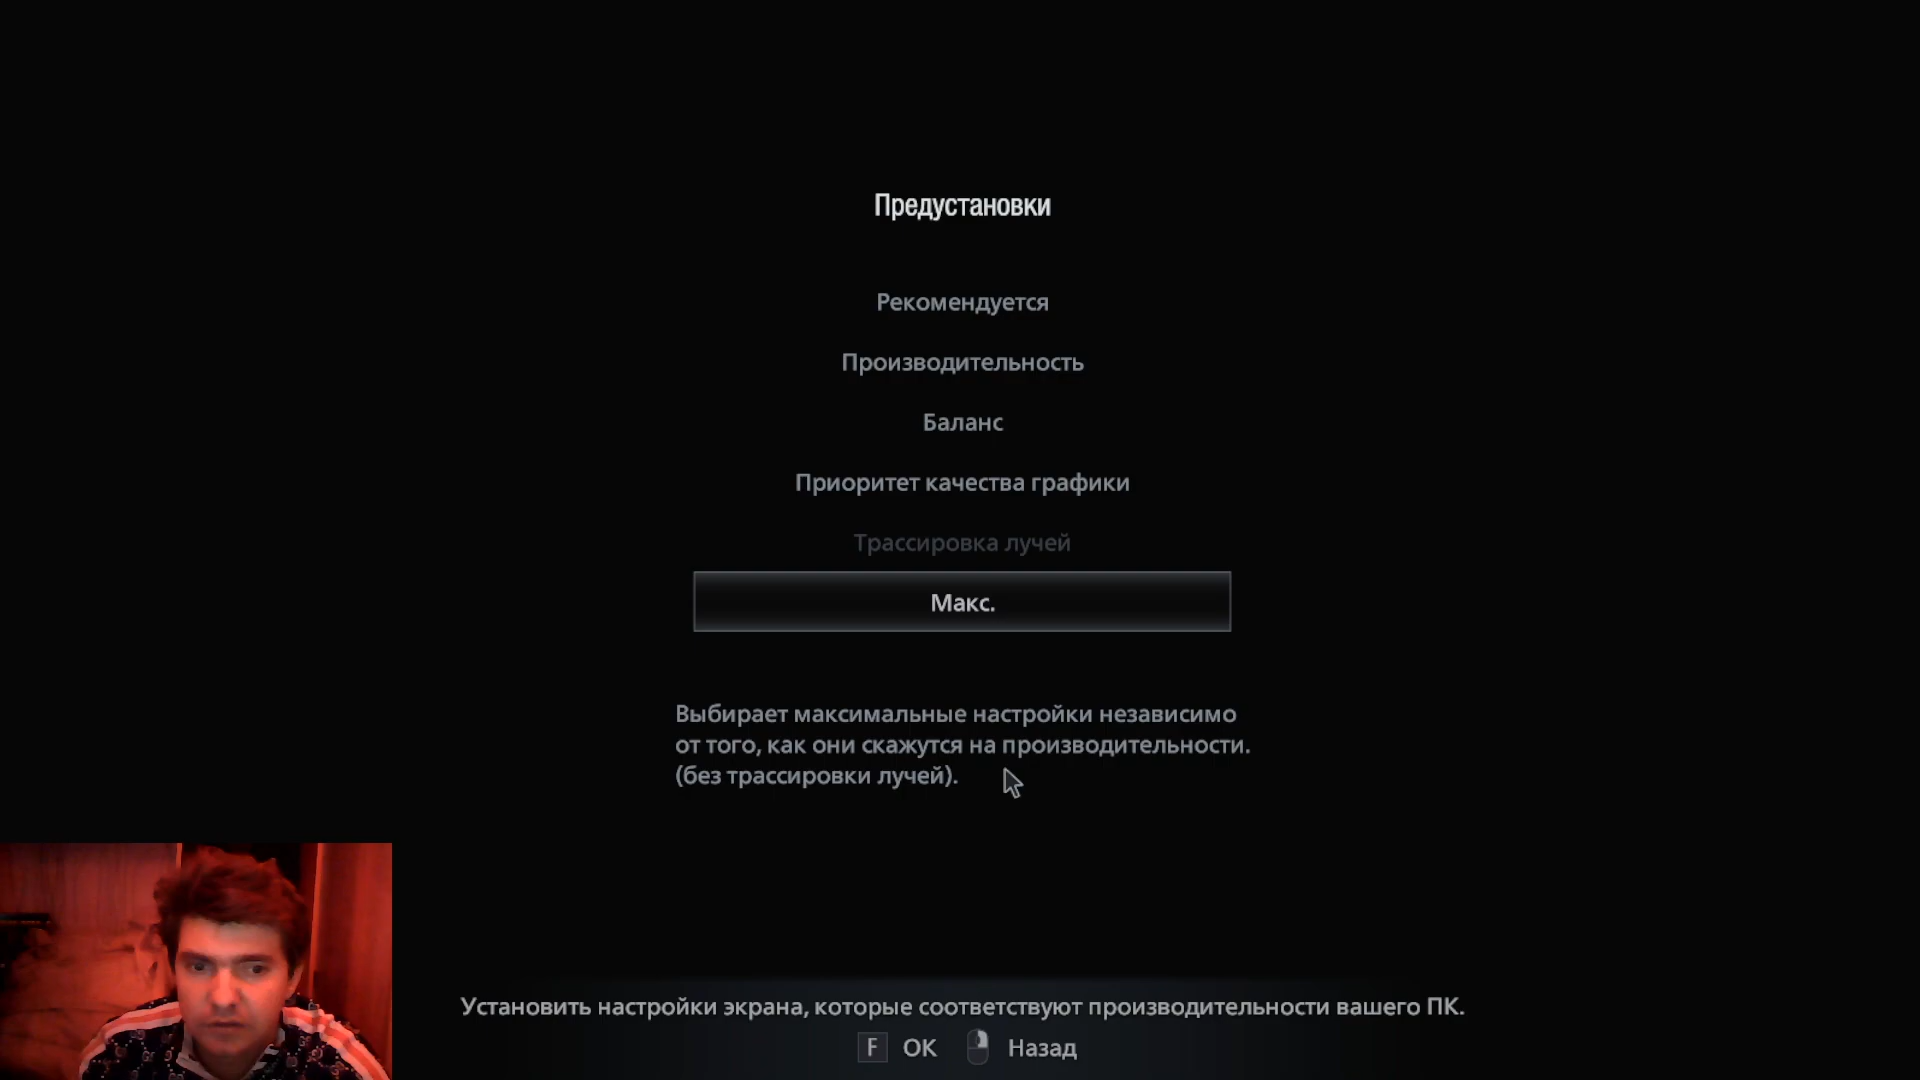 Предустановки
Рекомендуется
Производительность
Баланс
Приоритет качества графики
Трассировка лучей
Макс.
Выбирает максимальные настройки независимо
от того, как они скажутся на производительности.
(без трассировки лучей).
Установить настройки экрана, которые соответствуют производительности вашего ПК.
F ОК Назад